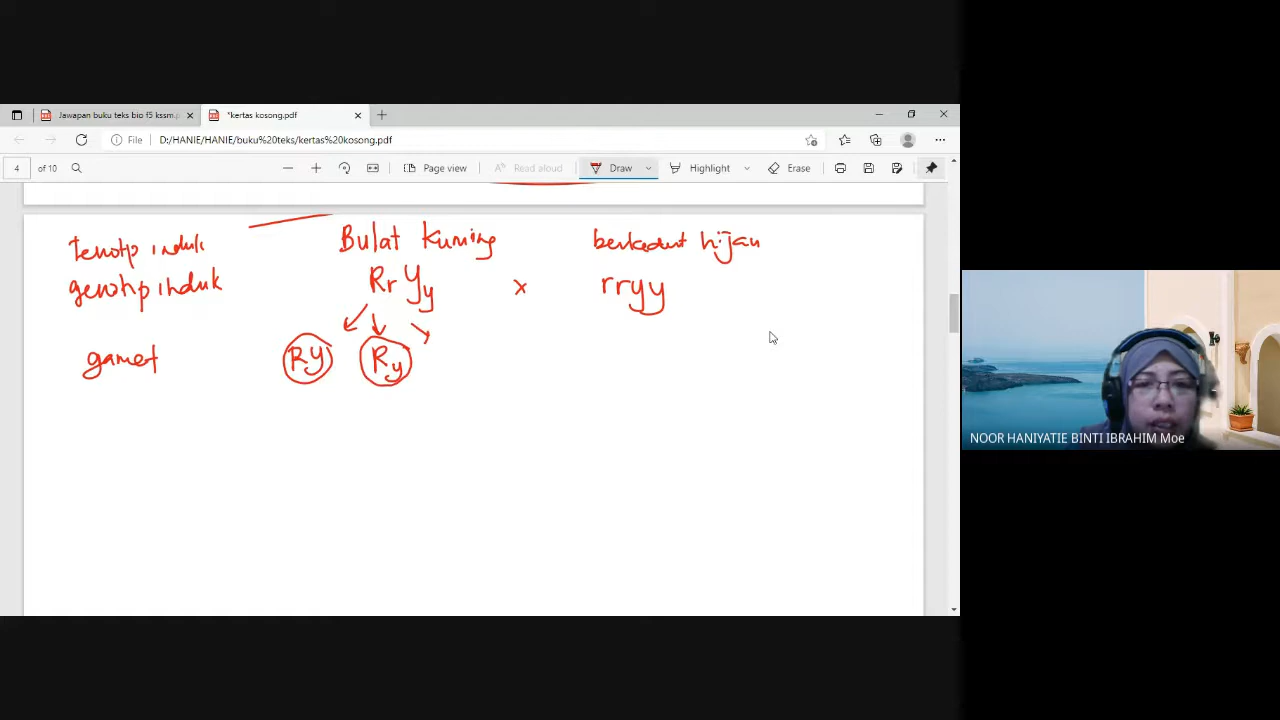 Jawapan buku teks bio f5 kssm.pdf
*kertas kosong.pdf
File D:/HANIE/HANIE/buku%20teks/kertas%20kosong.pdf
4 of 10 Page view Read aloud Draw Highlight Erase
fenotip induk Bulat Kuning berkedut hijau
genotip induk RrYy x rryy
gamet RY Ry
NOOR HANIYATIE BINTI IBRAHIM Moe